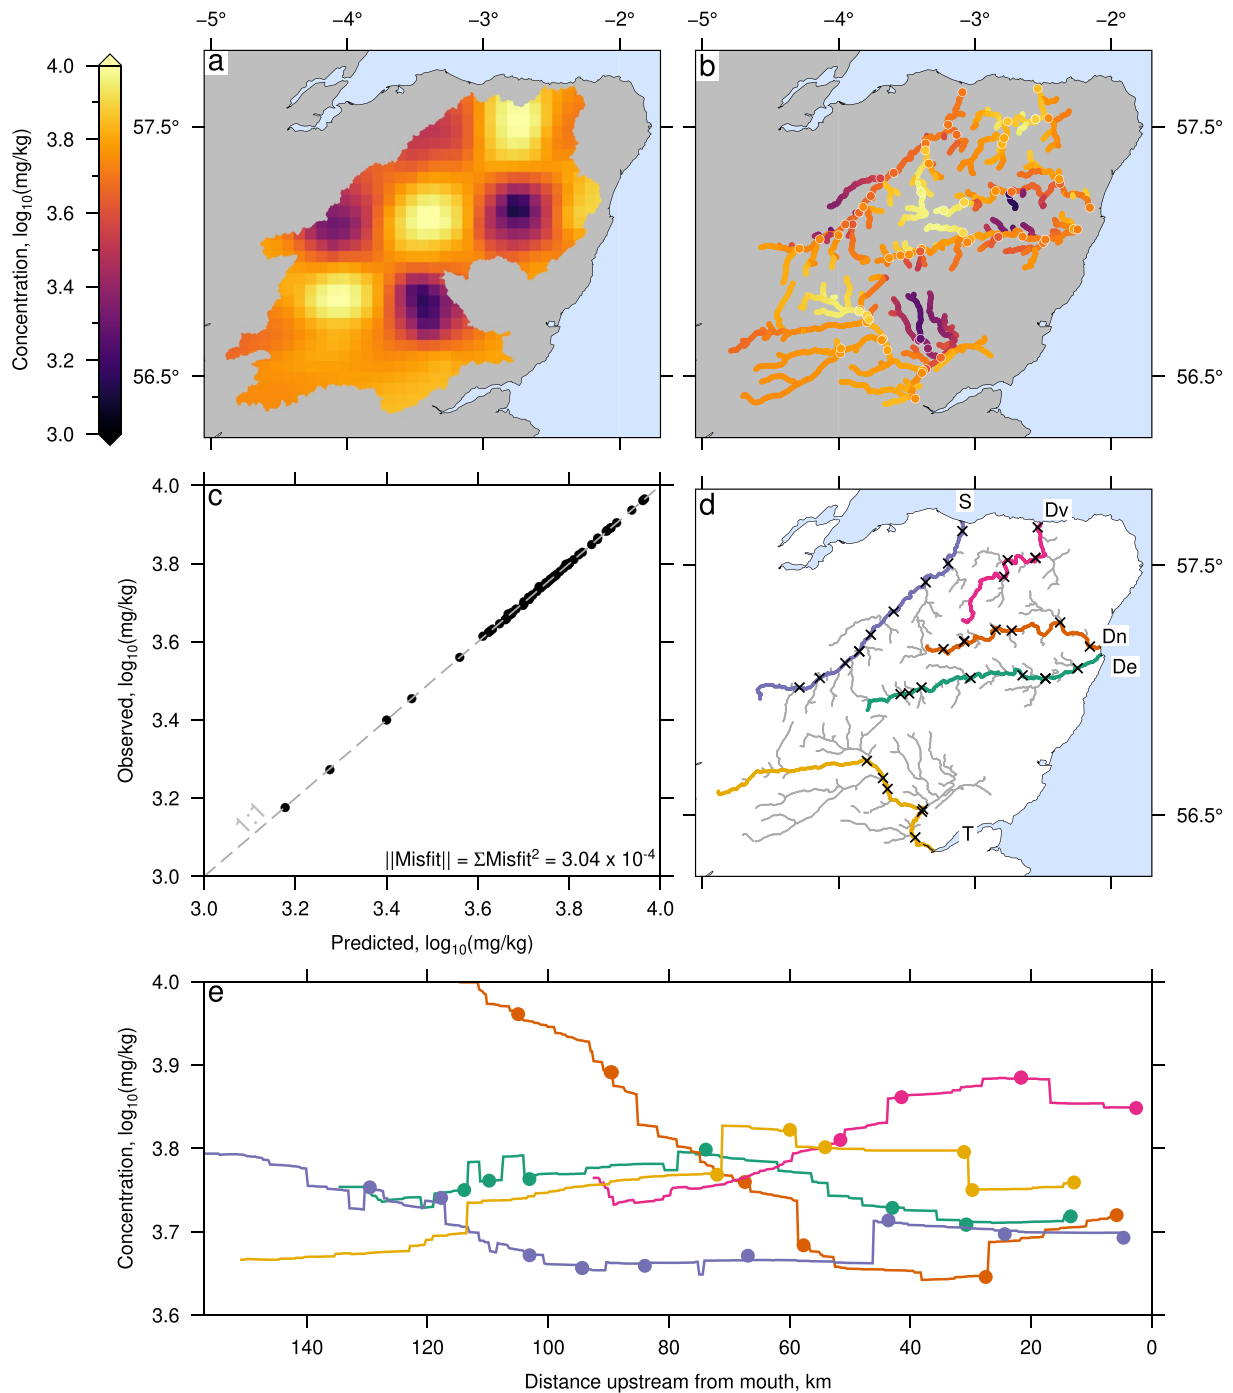 −5° −4° −3° −2° −5° −4° −3° −2°
a
b
4.0
3.8
3.6
3.4
3.2
3.0
Concentration, log10(mg/kg)
57.5°
56.5°
57.5°
56.5°
c
4.0
3.8
3.6
3.4
3.2
3.0
Observed, log10(mg/kg)
1:1
||Misfit|| = ΣMisfit2 = 3.04 x 10-4
3.0 3.2 3.4 3.6 3.8 4.0
Predicted, log10(mg/kg)
d
S
Dv
Dn
De
T
57.5°
56.5°
e
4.0
3.9
3.8
3.7
3.6
Concentration, log10(mg/kg)
140 120 100 80 60 40 20 0
Distance upstream from mouth, km